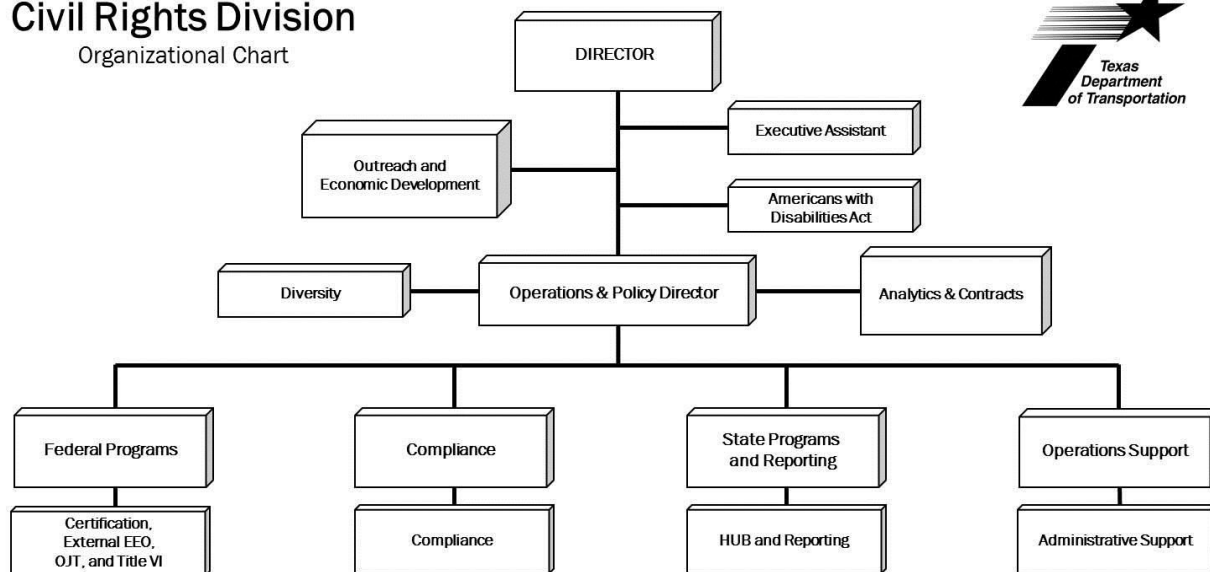 Civil Rights Division
Organizational Chart
Texas
Department
of Transportation
DIRECTOR
Executive Assistant
Outreach and
Economic Development
Americans with
Disabilities Act
Diversity
Operations & Policy Director
Analytics & Contracts
Federal Programs
Compliance
State Programs
and Reporting
Operations Support
Certification,
External EEO,
OJT, and Title VI
Compliance
HUB and Reporting
Administrative Support